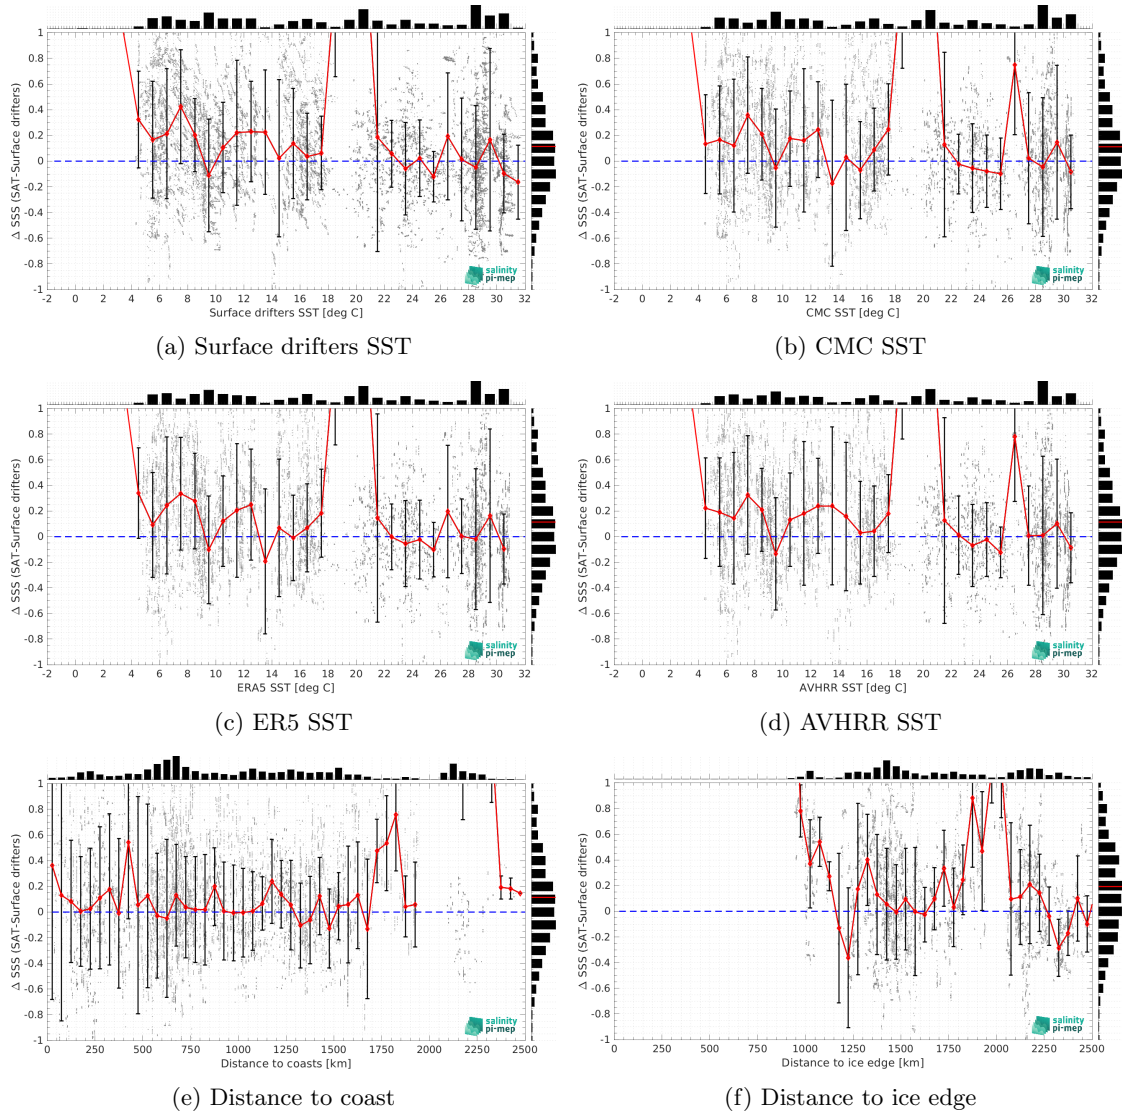 1
0.8
0.6
0.4
0.2
0
-0.2
-0.4
-0.6
-0.8
-1
Δ SSS (SAT-Surface drifters)
salinity
pi-mep
-2 0 2 4 6 8 10 12 14 16 18 20 22 24 26 28 30 32
Surface drifters SST [deg C]
(a) Surface drifters SST
1
0.8
0.6
0.4
0.2
0
-0.2
-0.4
-0.6
-0.8
-1
Δ SSS (SAT-Surface drifters)
salinity
pi-mep
-2 0 2 4 6 8 10 12 14 16 18 20 22 24 26 28 30 32
CMC SST [deg C]
(b) CMC SST
1
0.8
0.6
0.4
0.2
0
-0.2
-0.4
-0.6
-0.8
-1
Δ SSS (SAT-Surface drifters)
salinity
pi-mep
-2 0 2 4 6 8 10 12 14 16 18 20 22 24 26 28 30 32
ERA5 SST [deg C]
(c) ER5 SST
1
0.8
0.6
0.4
0.2
0
-0.2
-0.4
-0.6
-0.8
-1
Δ SSS (SAT-Surface drifters)
salinity
pi-mep
-2 0 2 4 6 8 10 12 14 16 18 20 22 24 26 28 30 32
AVHRR SST [deg C]
(d) AVHRR SST
1
0.8
0.6
0.4
0.2
0
-0.2
-0.4
-0.6
-0.8
-1
Δ SSS (SAT-Surface drifters)
salinity
pi-mep
0 250 500 750 1000 1250 1500 1750 2000 2250 2500
Distance to coasts [km]
(e) Distance to coast
1
0.8
0.6
0.4
0.2
0
-0.2
-0.4
-0.6
-0.8
-1
Δ SSS (SAT-Surface drifters)
salinity
pi-mep
0 250 500 750 1000 1250 1500 1750 2000 2250 2500
Distance to ice edge [km]
(f) Distance to ice edge